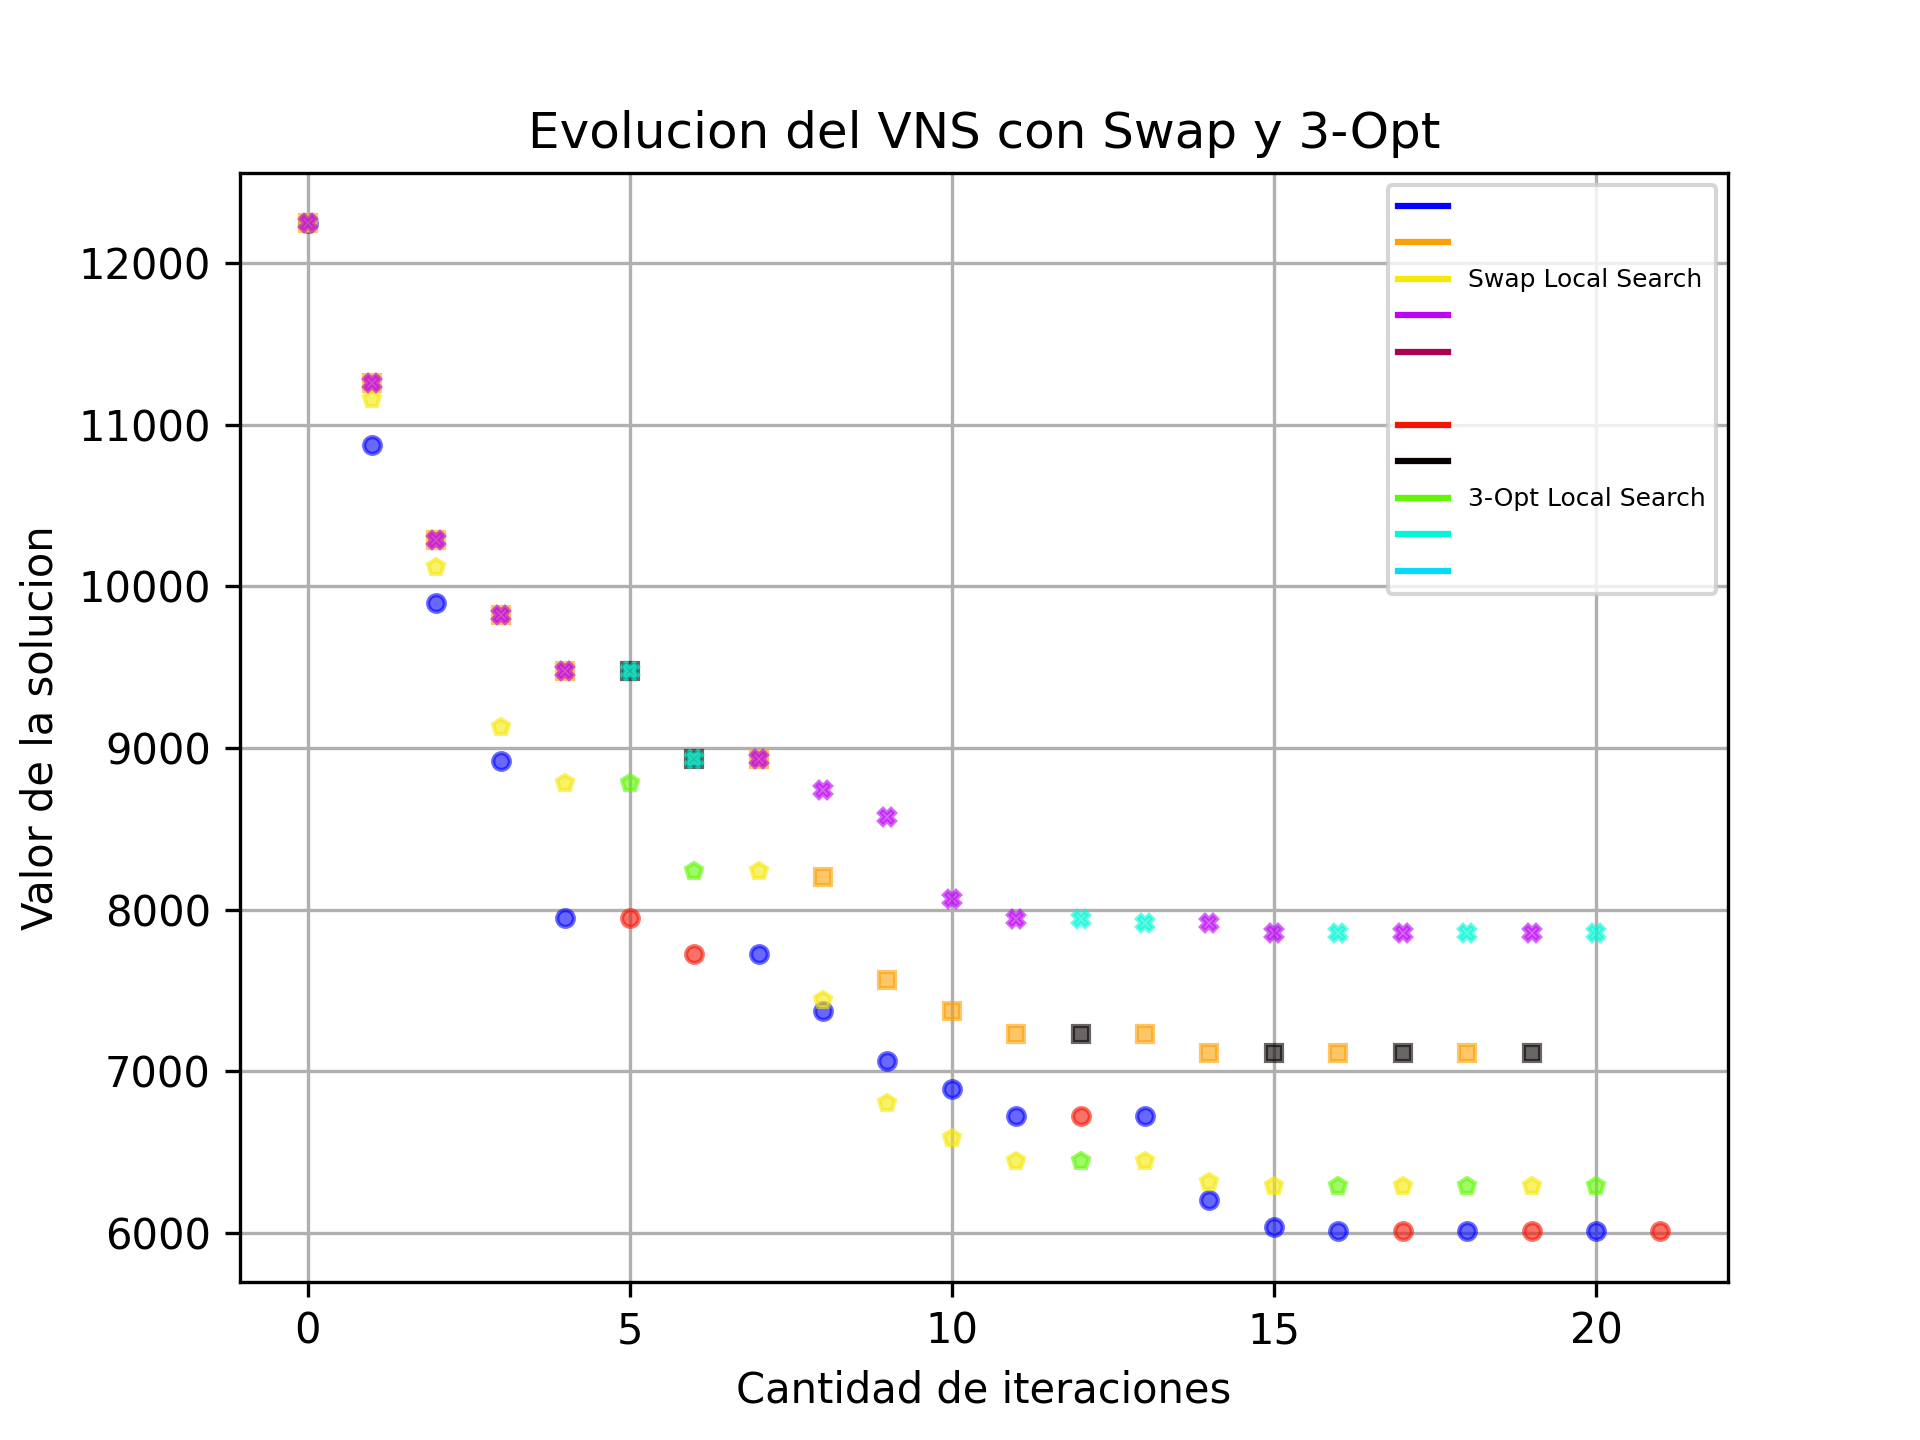 Evolucion del VNS con Swap y 3-Opt
Valor de la solucion
12000
11000
10000
9000
8000
7000
6000
Swap Local Search
3-Opt Local Search
0 5 10 15 20
Cantidad de iteraciones